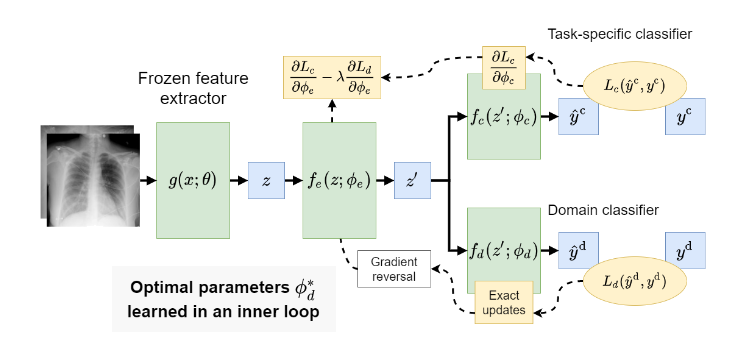 Task-specific classifier
∂L_c/∂ϕ_e − λ ∂L_d/∂ϕ_e
∂L_c/∂ϕ_c
L_c(ŷ^c, y^c)
Frozen feature
extractor
f_c(z′; ϕ_c)
ŷ^c
y^c
g(x; θ)
z
f_e(z; ϕ_e)
z′
Domain classifier
f_d(z′; ϕ_d)
ŷ^d
y^d
Gradient
reversal
L_d(ŷ^d, y^d)
Optimal parameters ϕ_d^*
learned in an inner loop
Exact
updates